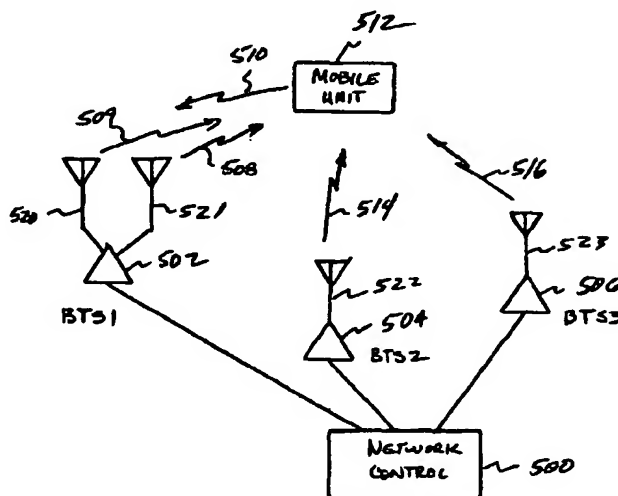 512
510
MOBILE
UNIT
509
508
516
520
521
514
502
523
522
506
BTS1
504
BTS3
BTS2
NETWORK
CONTROL
500